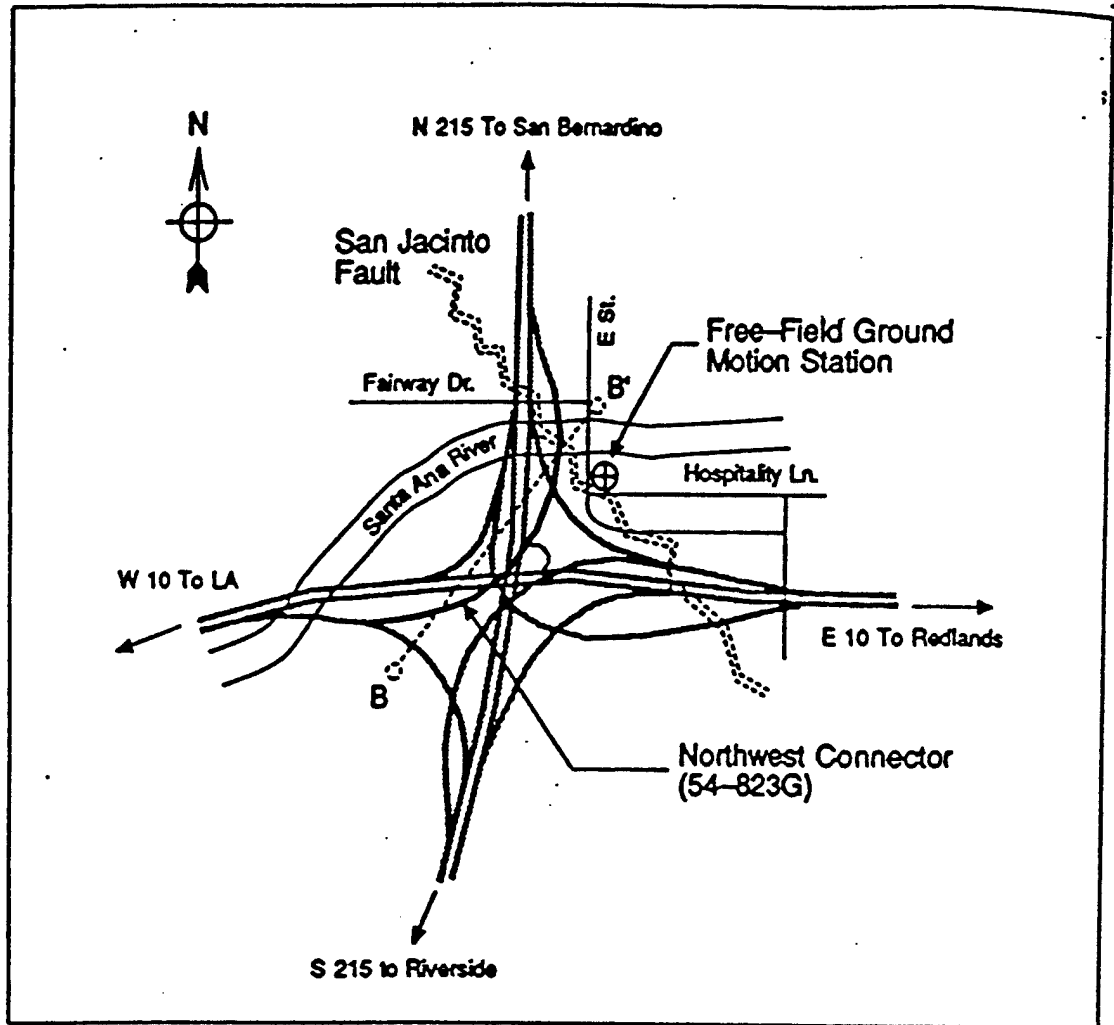 N
N 215 To San Bernardino
San Jacinto
Fault
E St.
Free-Field Ground
Motion Station
Fairway Dr.
B'
Santa Ana River
Hospitality Ln.
W 10 To LA
E 10 To Redlands
B
Northwest Connector
(54-823G)
S 215 to Riverside